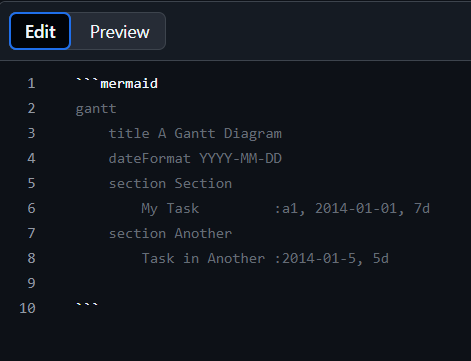 Edit Preview
1 ```mermaid
2 gantt
3     title A Gantt Diagram
4     dateFormat YYYY-MM-DD
5     section Section
6         My Task         :a1, 2014-01-01, 7d
7     section Another
8         Task in Another :2014-01-5, 5d
9
10 ```